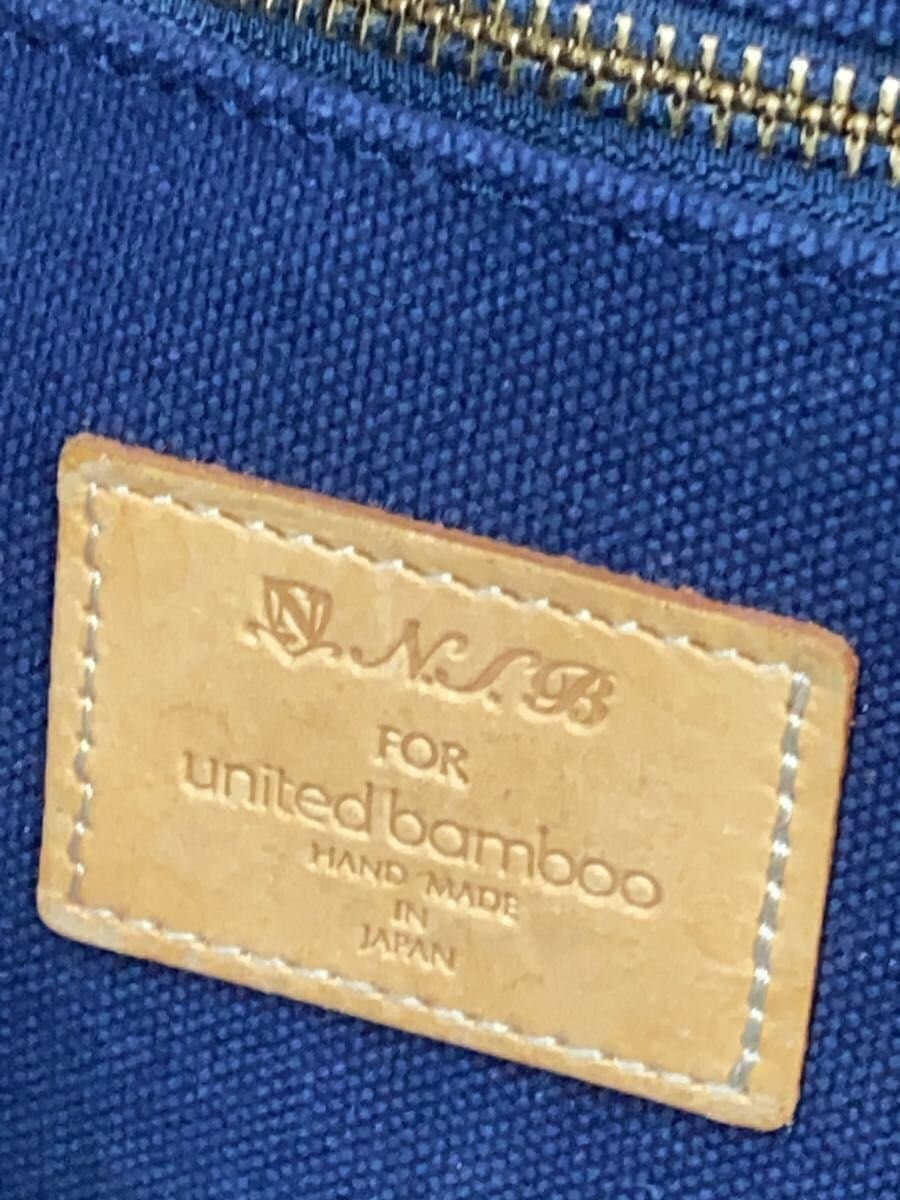 N N.S.B
FOR
united bamboo
HAND MADE
IN
JAPAN